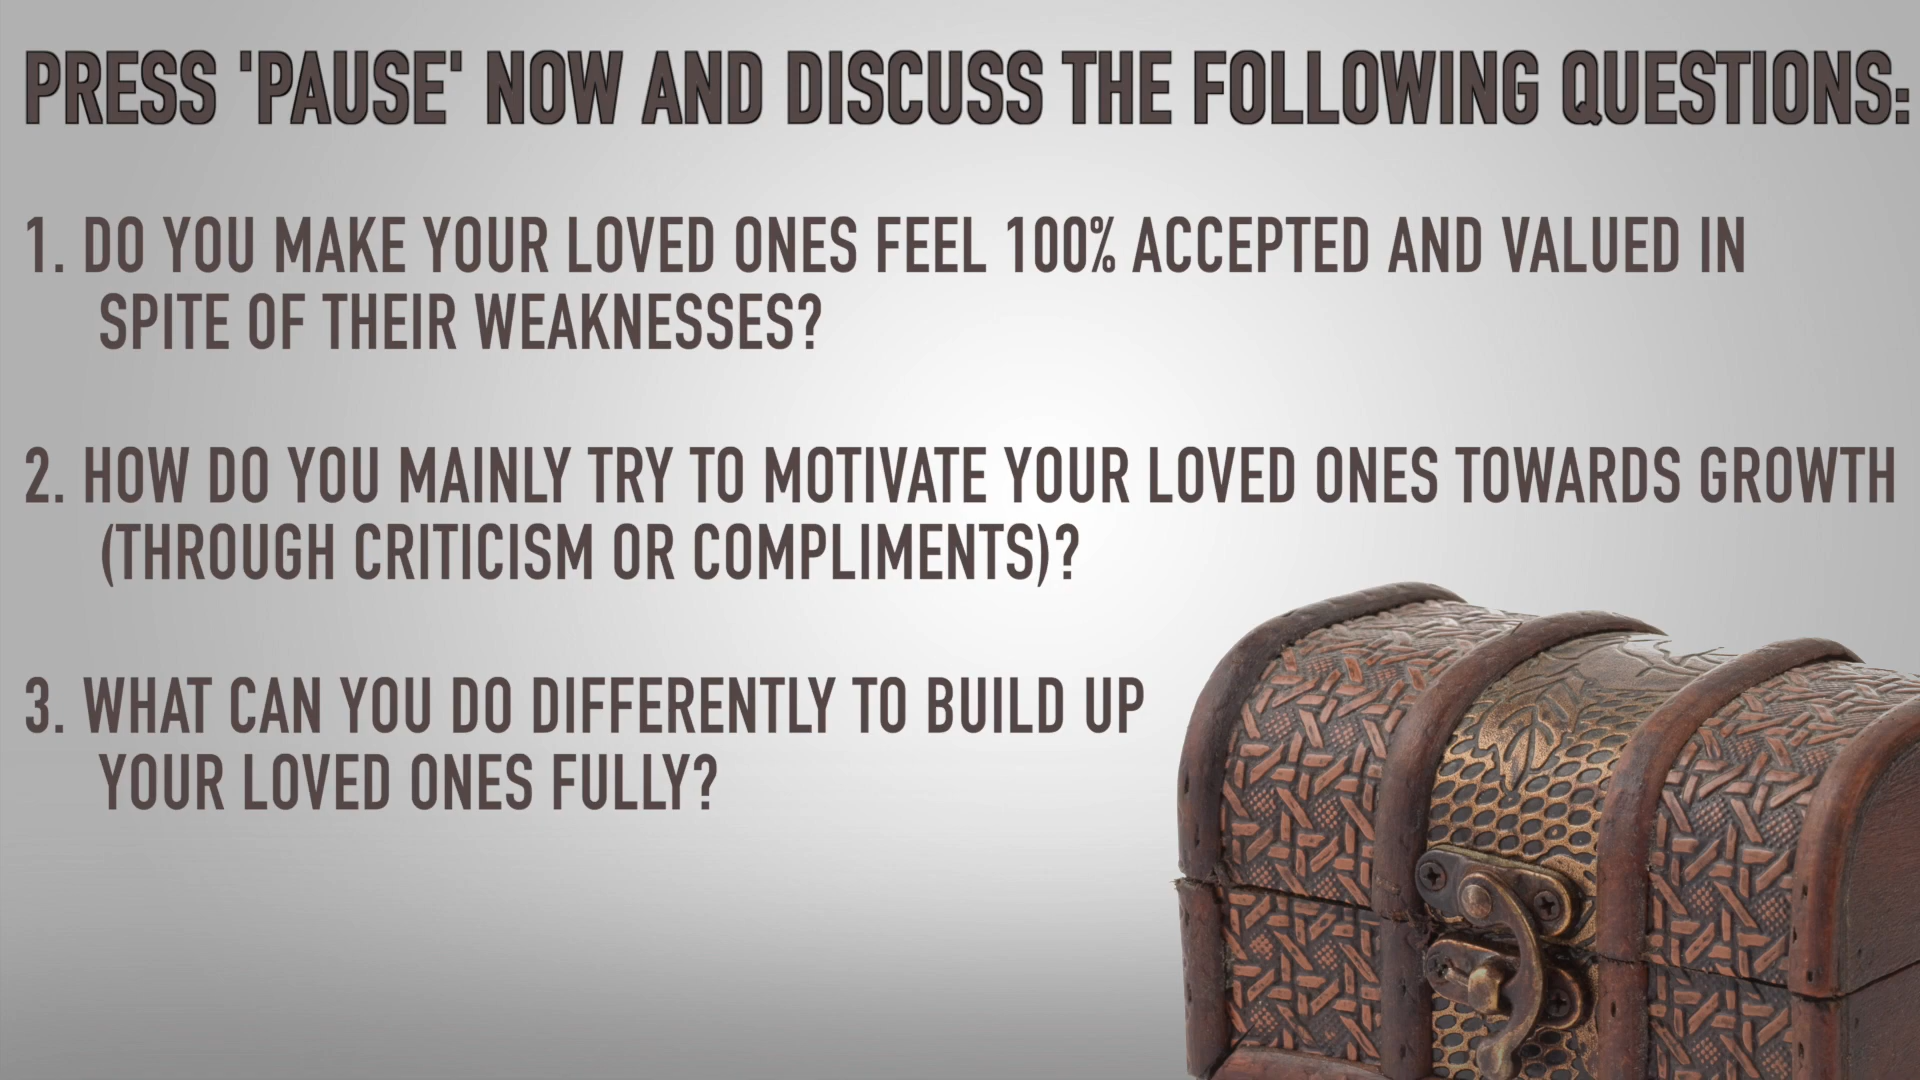 PRESS 'PAUSE' NOW AND DISCUSS THE FOLLOWING QUESTIONS:
1. DO YOU MAKE YOUR LOVED ONES FEEL 100% ACCEPTED AND VALUED IN
SPITE OF THEIR WEAKNESSES?
2. HOW DO YOU MAINLY TRY TO MOTIVATE YOUR LOVED ONES TOWARDS GROWTH
(THROUGH CRITICISM OR COMPLIMENTS)?
3. WHAT CAN YOU DO DIFFERENTLY TO BUILD UP
YOUR LOVED ONES FULLY?